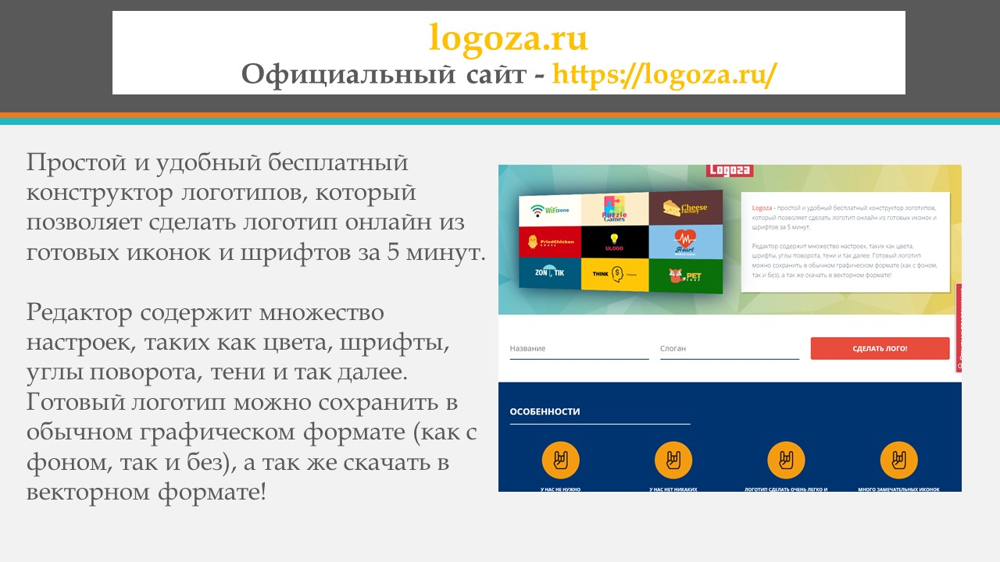 logoza.ru
Официальный сайт - https://logoza.ru/
Простой и удобный бесплатный
конструктор логотипов, который
позволяет сделать логотип онлайн из
готовых иконок и шрифтов за 5 минут.
Редактор содержит множество
настроек, таких как цвета, шрифты,
углы поворота, тени и так далее.
Готовый логотип можно сохранить в
обычном графическом формате (как с
фоном, так и без), а так же скачать в
векторном формате!
Logoza
WiFizone
Puzzle
Games
Cheese
Factory
FriedChicken
ULOGO
Heart
ZONTIK
THINK
PET
Logoza - простой и удобный бесплатный конструктор логотипов,
который позволяет сделать логотип онлайн из готовых иконок и
шрифтов за 5 минут.
Редактор содержит множество настроек, таких как цвета,
шрифты, углы поворота, тени и так далее. Готовый логотип
можно сохранить в обычном графическом формате (как с фоном,
так и без), а так же скачать в векторном формате!
Название
Слоган
СДЕЛАТЬ ЛОГО!
ОСОБЕННОСТИ
У НАС НЕ НУЖНО
У НАС НЕТ НИКАКИХ
ЛОГОТИП СДЕЛАТЬ ОЧЕНЬ ЛЕГКО И
МНОГО ЗАМЕЧАТЕЛЬНЫХ ИКОНОК